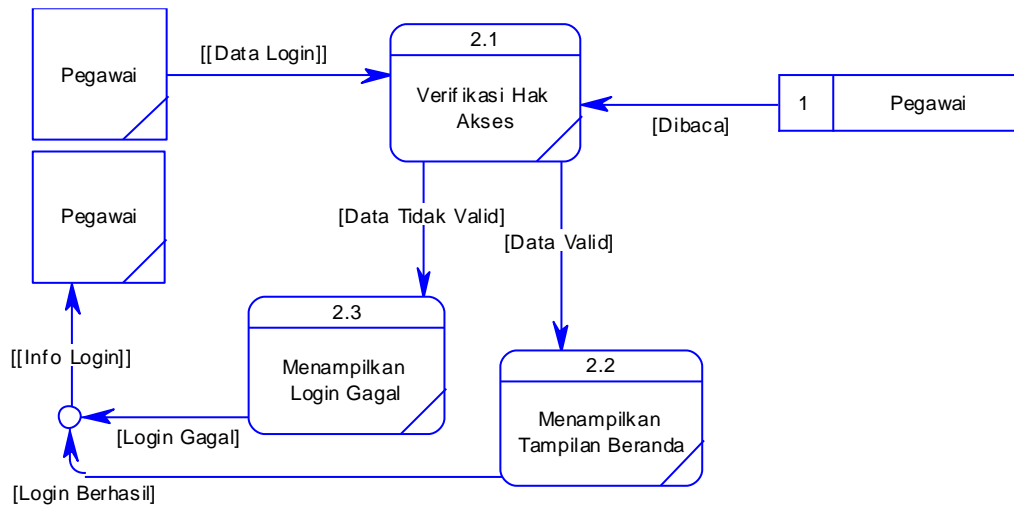 Pegawai
[[Data Login]]
2.1
Verifikasi Hak
Akses
[Dibaca]
1
Pegawai
Pegawai
[Data Tidak Valid]
[Data Valid]
2.3
Menampilkan
Login Gagal
2.2
Menampilkan
Tampilan Beranda
[[Info Login]]
[Login Gagal]
[Login Berhasil]